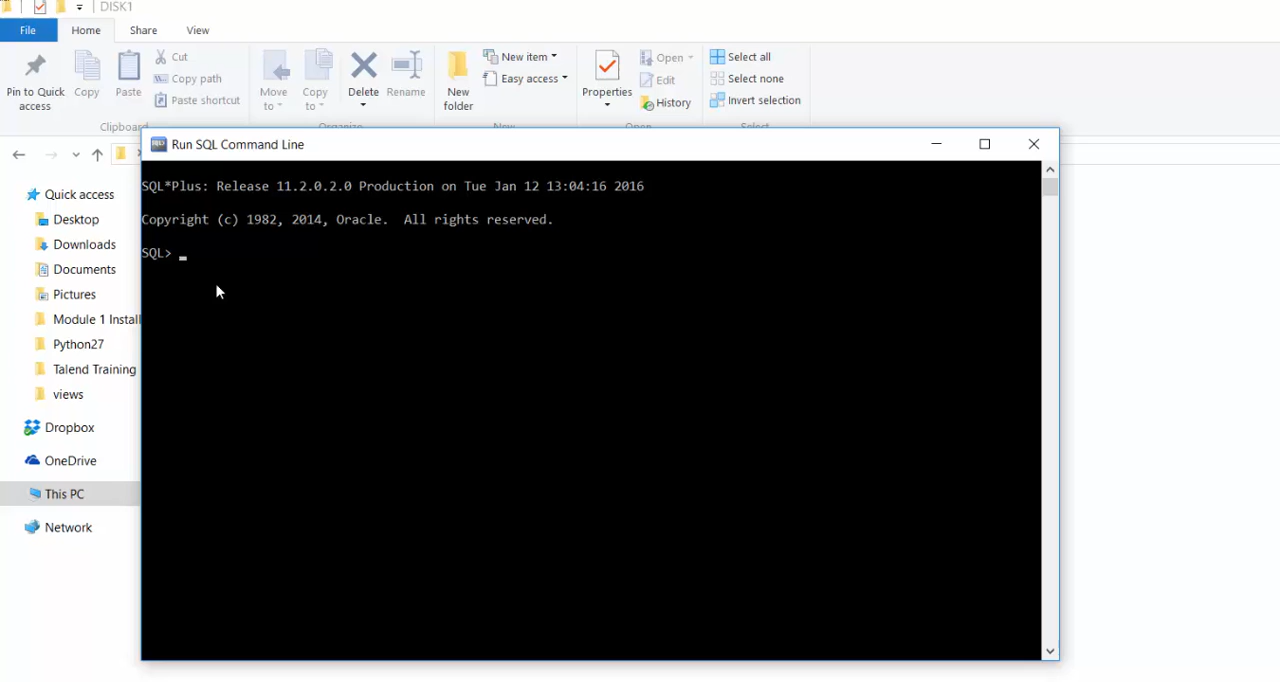 DISK1
File Home Share View
Cut
Copy path
Paste shortcut
Pin to Quick access
Copy
Paste
Move to
Copy to
Delete
Rename
New folder
New item
Easy access
Properties
Open
Edit
History
Select all
Select none
Invert selection
Clipboard
Organize
New
Open
Select
Run SQL Command Line
SQL*Plus: Release 11.2.0.2.0 Production on Tue Jan 12 13:04:16 2016
Copyright (c) 1982, 2014, Oracle. All rights reserved.
SQL> _
Quick access
Desktop
Downloads
Documents
Pictures
Module 1 Install
Python27
Talend Training
views
Dropbox
OneDrive
This PC
Network